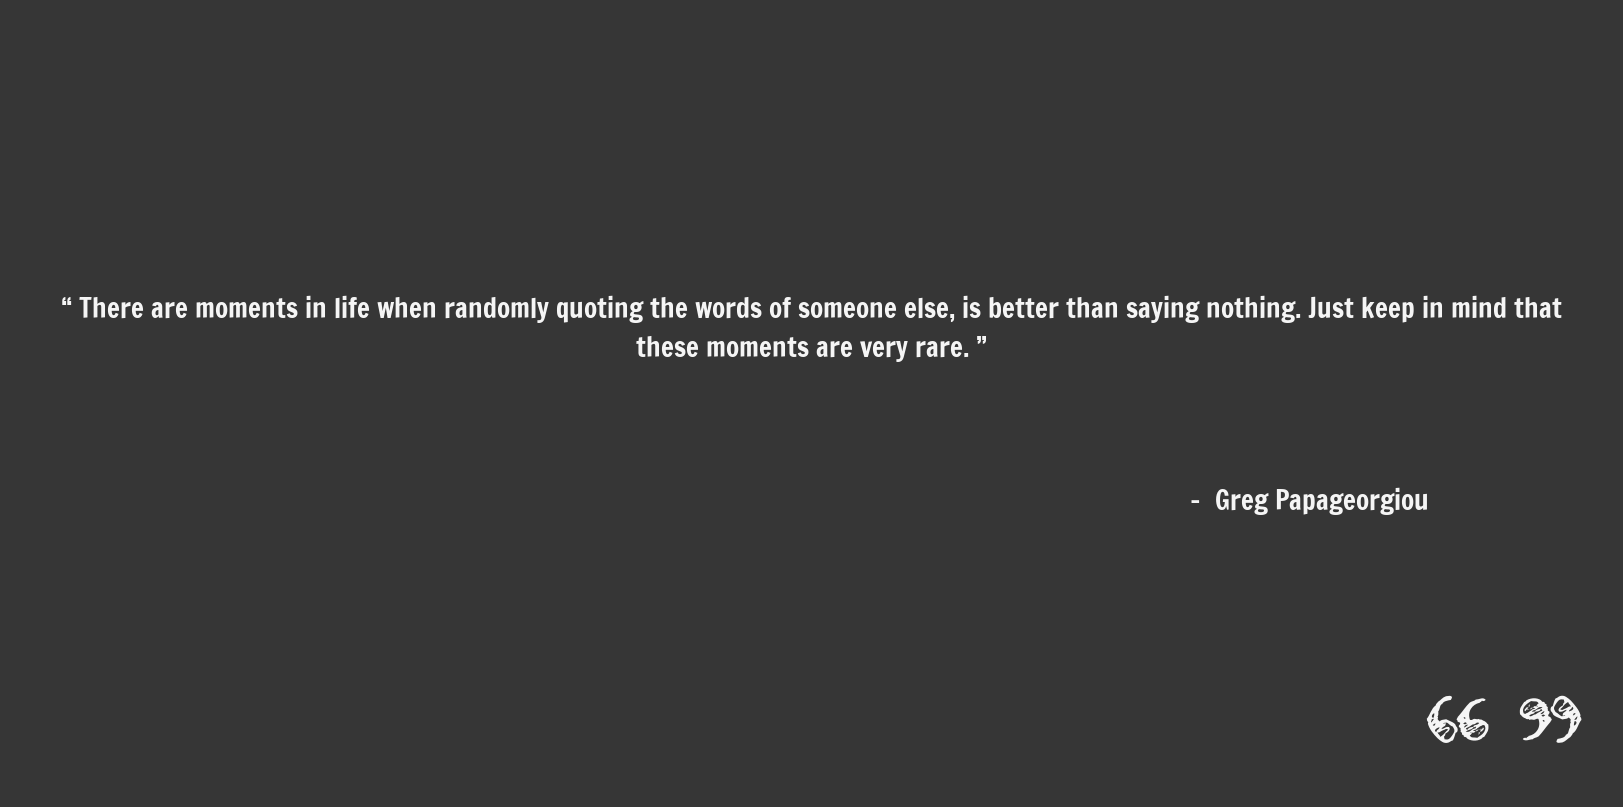 “ There are moments in life when randomly quoting the words of someone else, is better than saying nothing. Just keep in mind that
these moments are very rare. ”
- Greg Papageorgiou
“ ”